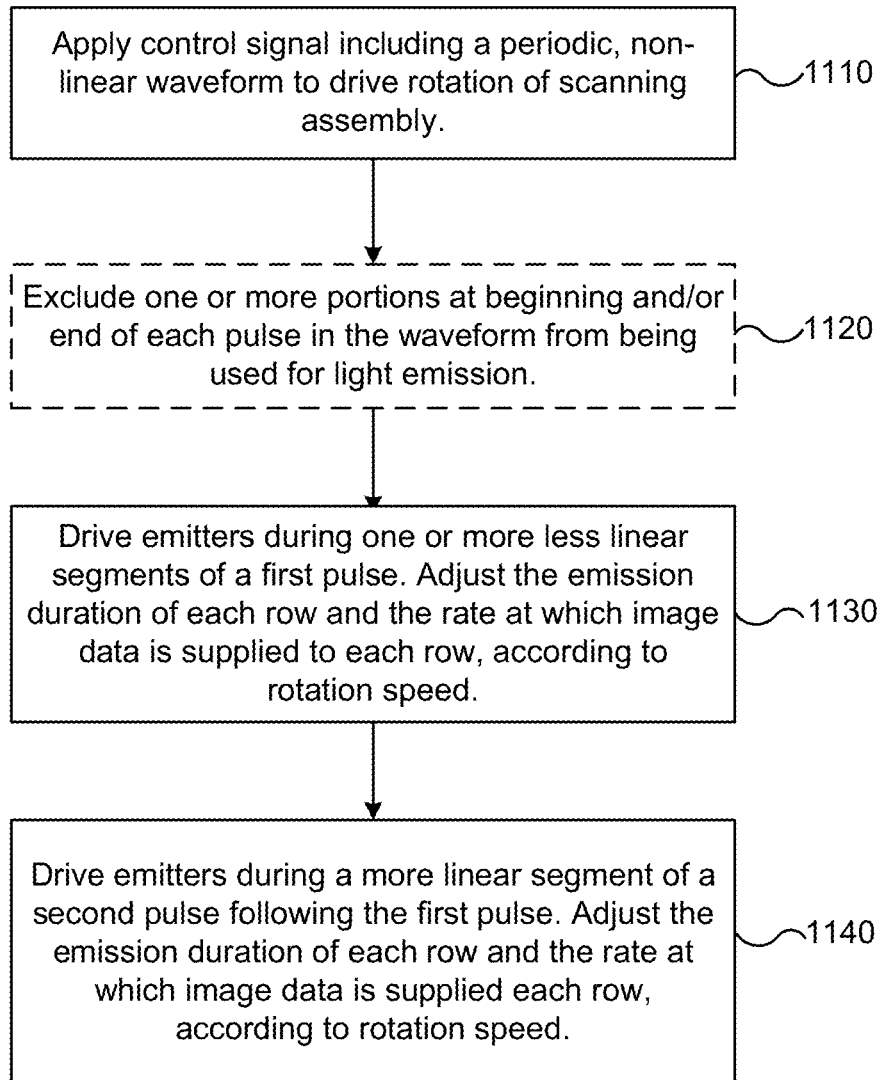 Apply control signal including a periodic, non-
linear waveform to drive rotation of scanning
assembly.
1110
Exclude one or more portions at beginning and/or
end of each pulse in the waveform from being
used for light emission.
1120
Drive emitters during one or more less linear
segments of a first pulse. Adjust the emission
duration of each row and the rate at which image
data is supplied to each row, according to
rotation speed.
1130
Drive emitters during a more linear segment of a
second pulse following the first pulse. Adjust the
emission duration of each row and the rate at
which image data is supplied each row,
according to rotation speed.
1140